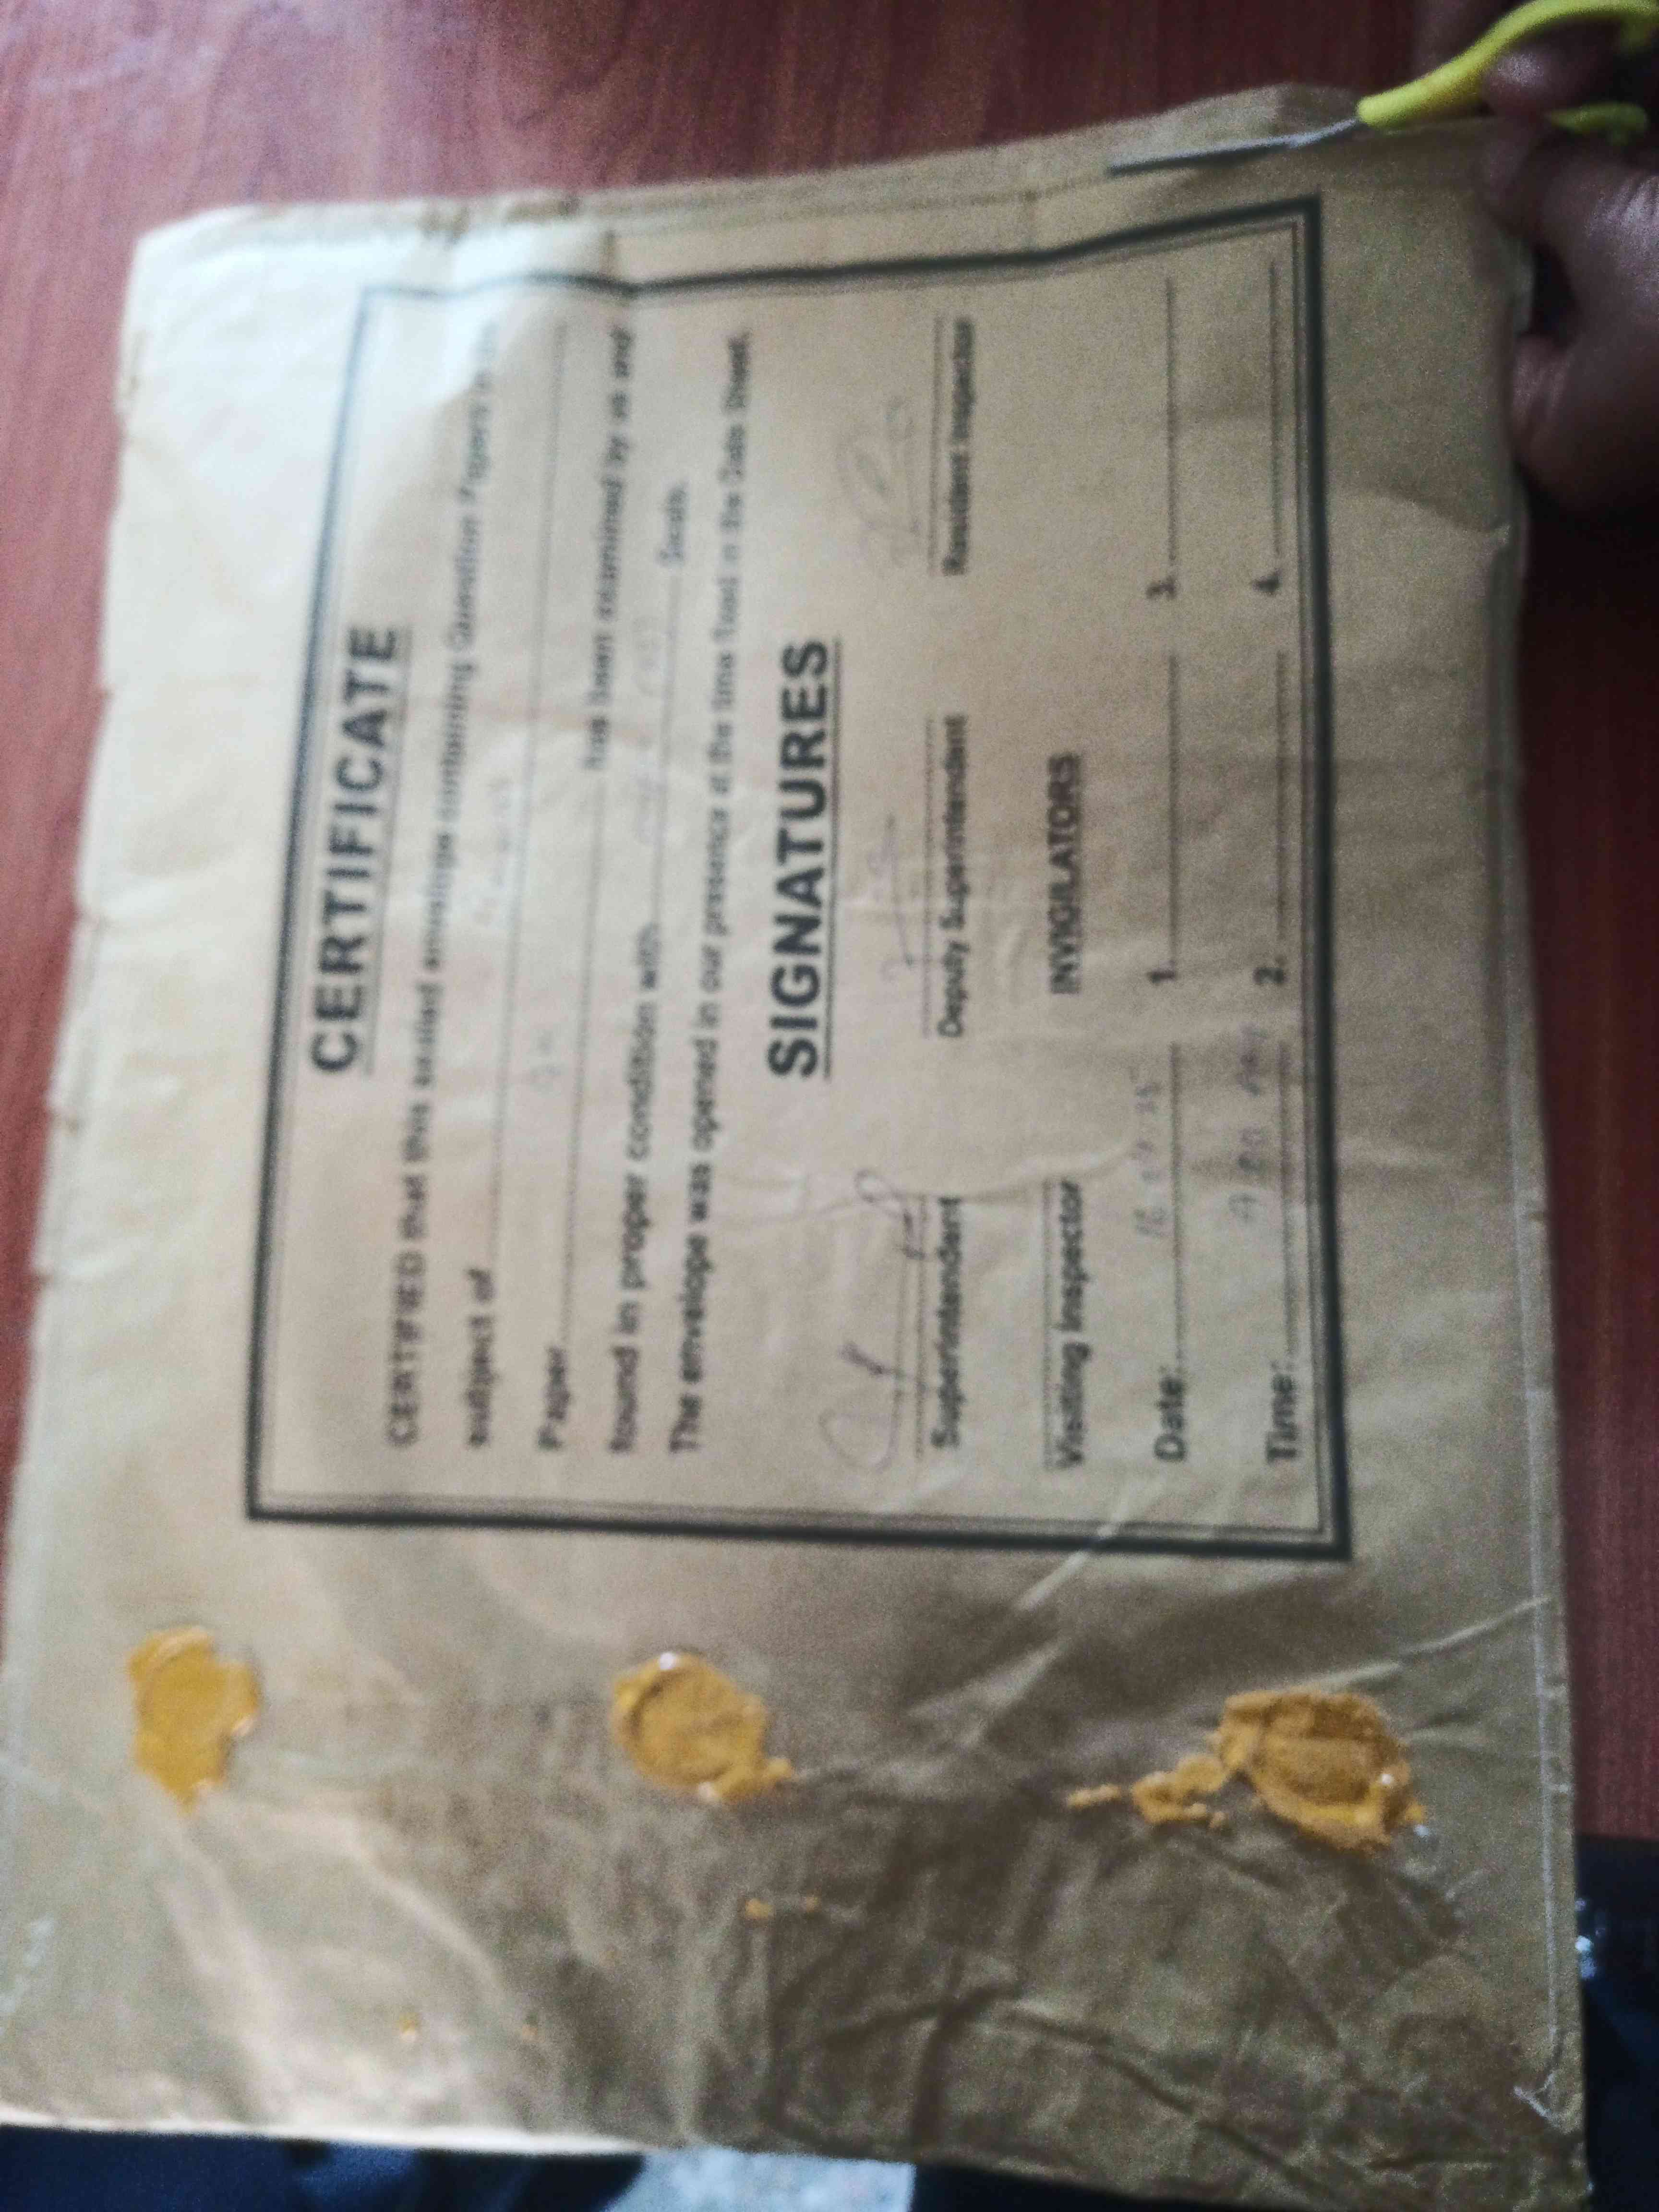 CERTIFICATE
CERTIFIED that this sealed envelope containing Question Papers in the
subject of
Paper
has been examined by us and
found in proper condition with Seals.
The envelope was opened in our presence at the time fixed in the Date Sheet.
SIGNATURES
Superintendent Deputy Superintendent Resident Inspector
Visiting Inspector INVIGILATORS
Date: 1. 3.
Time: 2. 4.